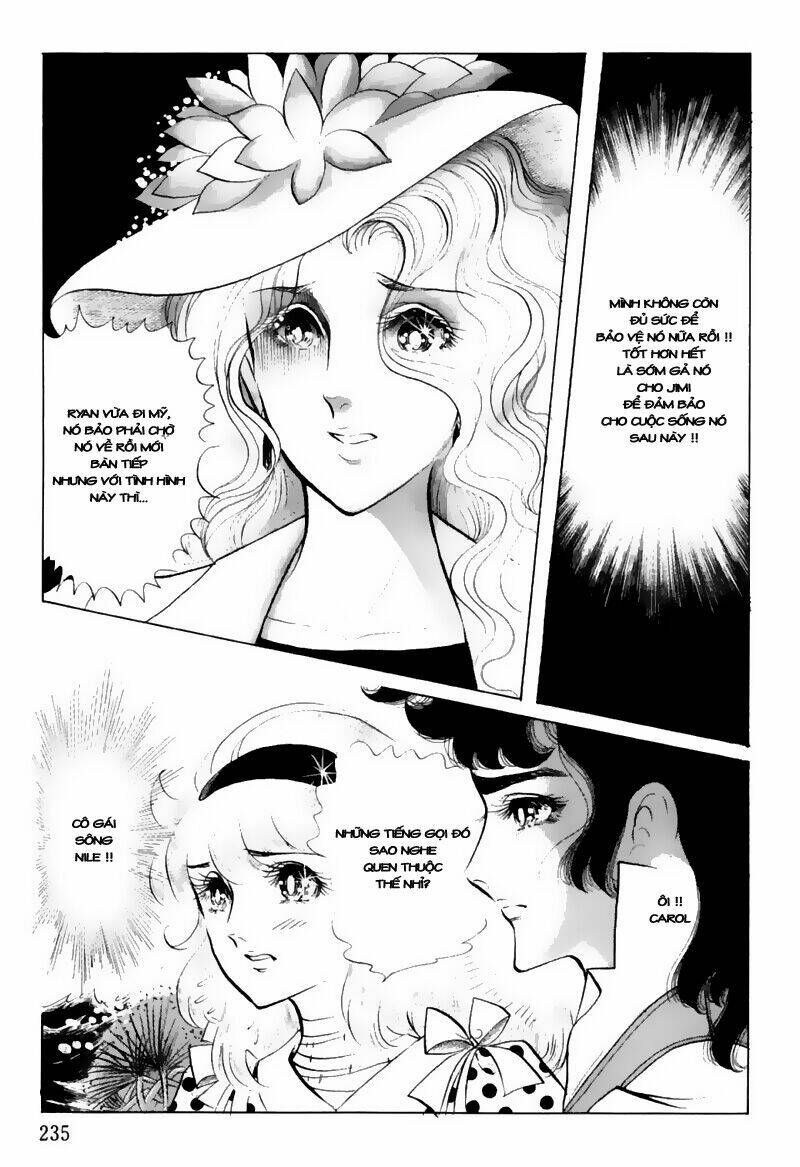 MÌNH KHÔNG CÒN
ĐỦ SỨC ĐỂ
BẢO VỆ NÓ NỮA RỒI !!
TỐT HƠN HẾT
LÀ SỚM GẢ NÓ
CHO JIMI
ĐỂ ĐẢM BẢO
CHO CUỘC SỐNG NÓ
SAU NÀY !!
RYAN VỪA ĐI MỸ,
NÓ BẢO PHẢI CHỜ
NÓ VỀ RỒI MỚI
BÀN TIẾP
NHƯNG VỚI TÌNH HÌNH
NÀY THÌ...
CÔ GÁI
SÔNG
NILE !!
NHỮNG TIẾNG GỌI ĐÓ
SAO NGHE
QUEN THUỘC
THẾ NHỈ?
ÔI !!
CAROL
235